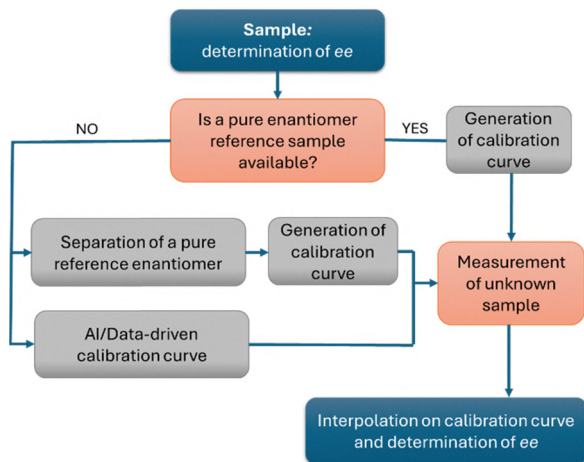 Sample:
determination of ee
NO
Is a pure enantiomer
reference sample
available?
YES
Generation
of calibration
curve
Separation of a pure
reference enantiomer
Generation of
calibration
curve
Measurement
of unknown
sample
AI/Data-driven
calibration curve
Interpolation on calibration curve
and determination of ee